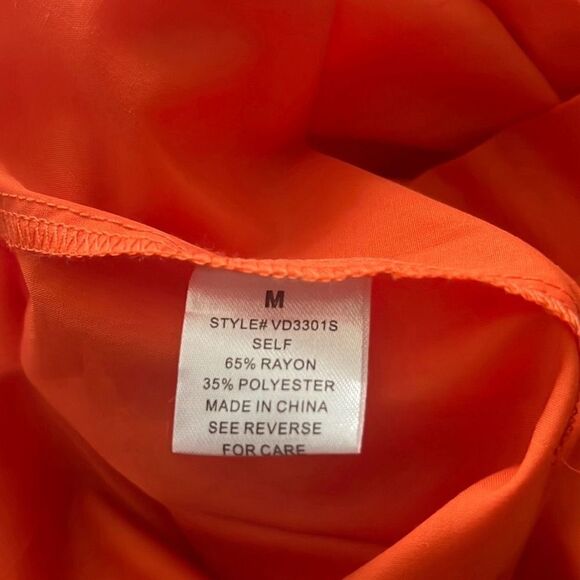 M
STYLE# VD3301S
SELF
65% RAYON
35% POLYESTER
MADE IN CHINA
SEE REVERSE
FOR CARE